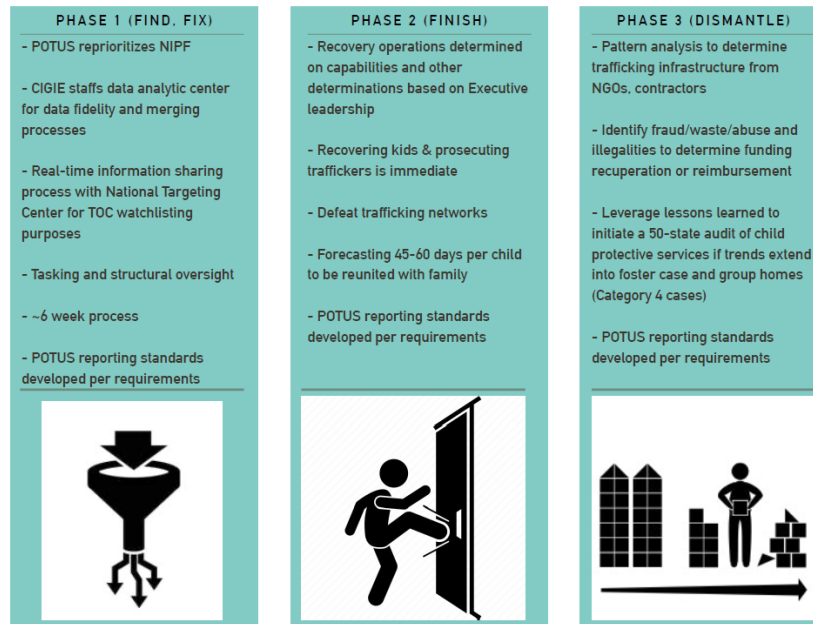 PHASE 1 (FIND, FIX)
- POTUS reprioritizes NIPF
- CIGIE staffs data analytic center
for data fidelity and merging
processes
- Real-time information sharing
process with National Targeting
Center for TOC watchlisting
purposes
- Tasking and structural oversight
- ~6 week process
- POTUS reporting standards
developed per requirements
PHASE 2 (FINISH)
- Recovery operations determined
on capabilities and other
determinations based on Executive
leadership
- Recovering kids & prosecuting
traffickers is immediate
- Defeat trafficking networks
- Forecasting 45-60 days per child
to be reunited with family
- POTUS reporting standards
developed per requirements
PHASE 3 (DISMANTLE)
- Pattern analysis to determine
trafficking infrastructure from
NGOs, contractors
- Identify fraud/waste/abuse and
illegalities to determine funding
recuperation or reimbursement
- Leverage lessons learned to
initiate a 50-state audit of child
protective services if trends extend
into foster case and group homes
(Category 4 cases)
- POTUS reporting standards
developed per requirements